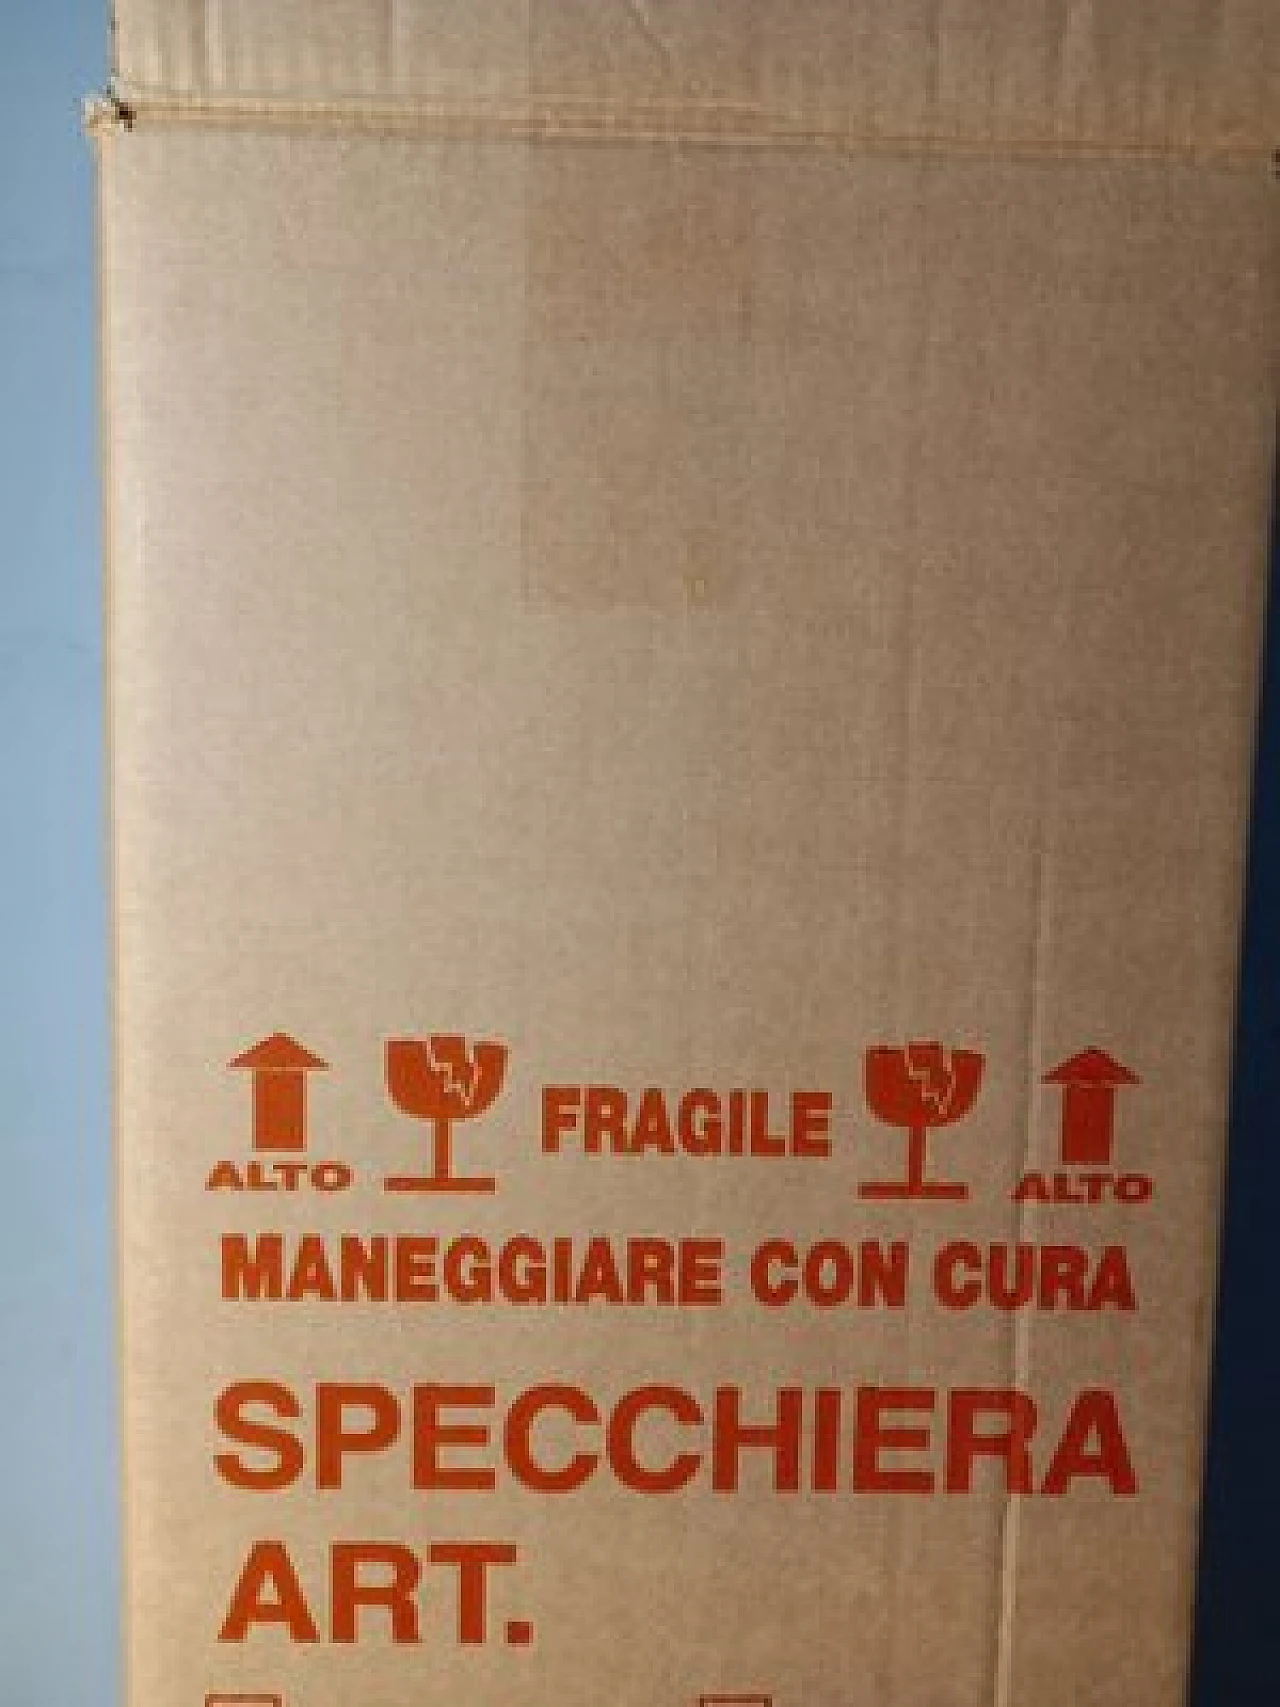 ALTO FRAGILE ALTO
MANEGGIARE CON CURA
SPECCHIERA
ART.